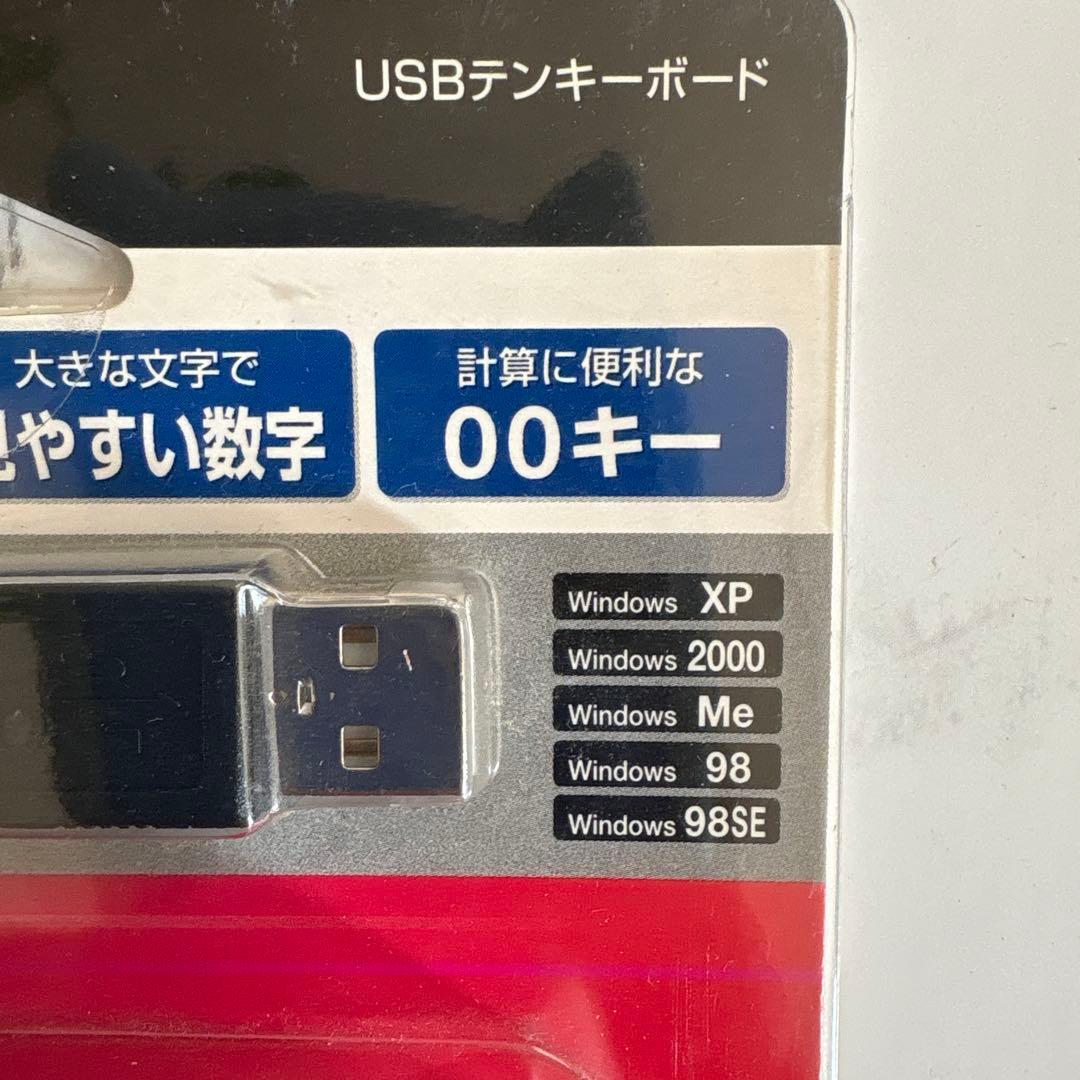 USBテンキーボード
大きな文字で
見やすい数字
計算に便利な
00キー
Windows XP
Windows 2000
Windows Me
Windows 98
Windows 98SE